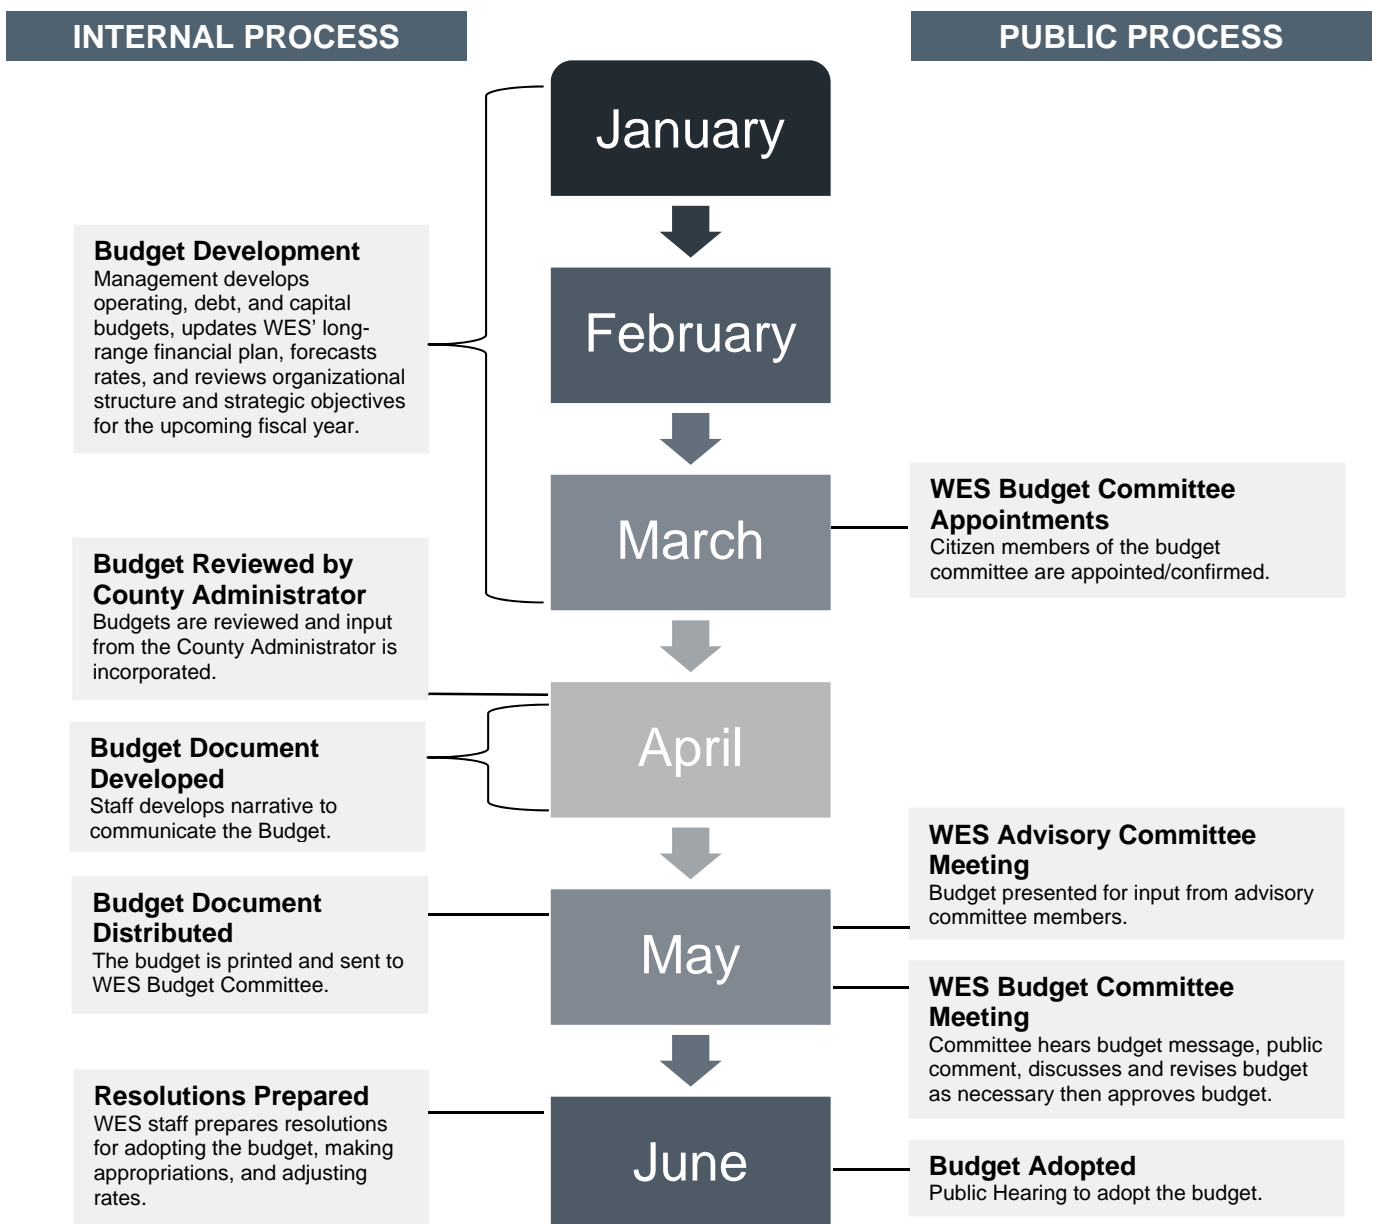 INTERNAL PROCESS
PUBLIC PROCESS
January
Budget Development
Management develops
operating, debt, and capital
budgets, updates WES' long-
range financial plan, forecasts
rates, and reviews organizational
structure and strategic objectives
for the upcoming fiscal year.
February
March
WES Budget Committee
Appointments
Citizen members of the budget
committee are appointed/confirmed.
Budget Reviewed by
County Administrator
Budgets are reviewed and input
from the County Administrator is
incorporated.
April
Budget Document
Developed
Staff develops narrative to
communicate the Budget.
WES Advisory Committee
Meeting
Budget presented for input from advisory
committee members.
Budget Document
Distributed
The budget is printed and sent to
WES Budget Committee.
May
WES Budget Committee
Meeting
Committee hears budget message, public
comment, discusses and revises budget
as necessary then approves budget.
Resolutions Prepared
WES staff prepares resolutions
for adopting the budget, making
appropriations, and adjusting
rates.
June
Budget Adopted
Public Hearing to adopt the budget.